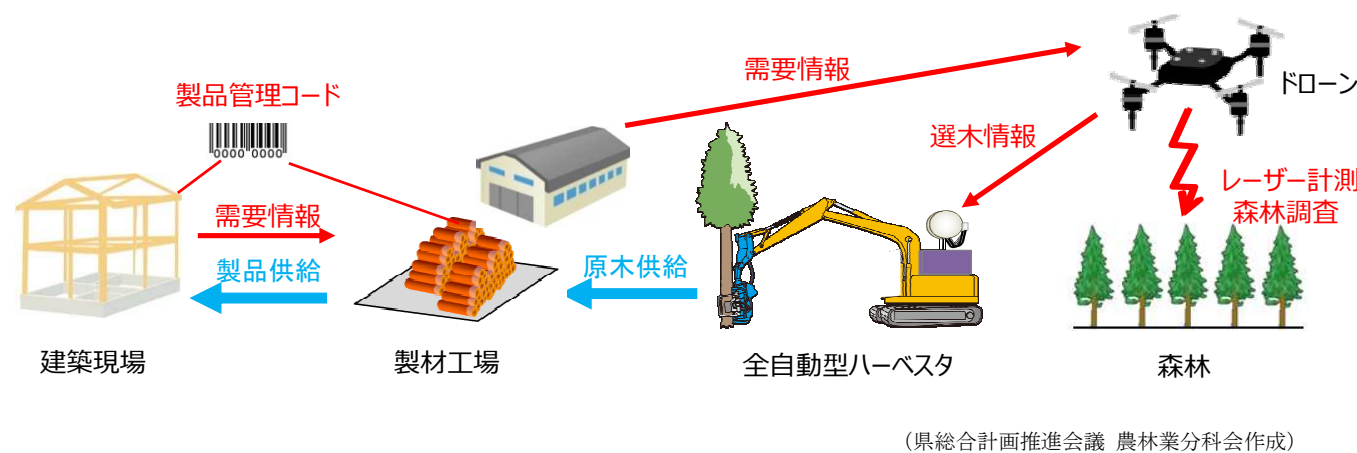 需要情報
ドローン
製品管理コード
0000 0000
選木情報
レーザー計測
森林調査
需要情報
製品供給
原木供給
建築現場
製材工場
全自動型ハーベスタ
森林
（県総合計画推進会議 農林業分科会作成）